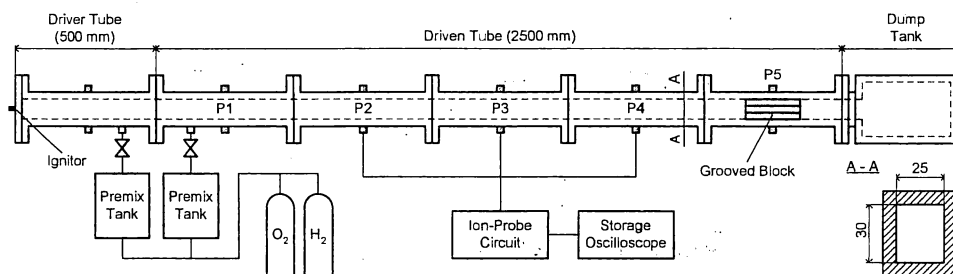 Driver Tube
(500 mm)
Driven Tube (2500 mm)
Dump
Tank
P1
P2
P3
P4
A
A
P5
Ignitor
Grooved Block
A - A
25
30
Premix
Tank
Premix
Tank
O2
H2
Ion-Probe
Circuit
Storage
Oscilloscope